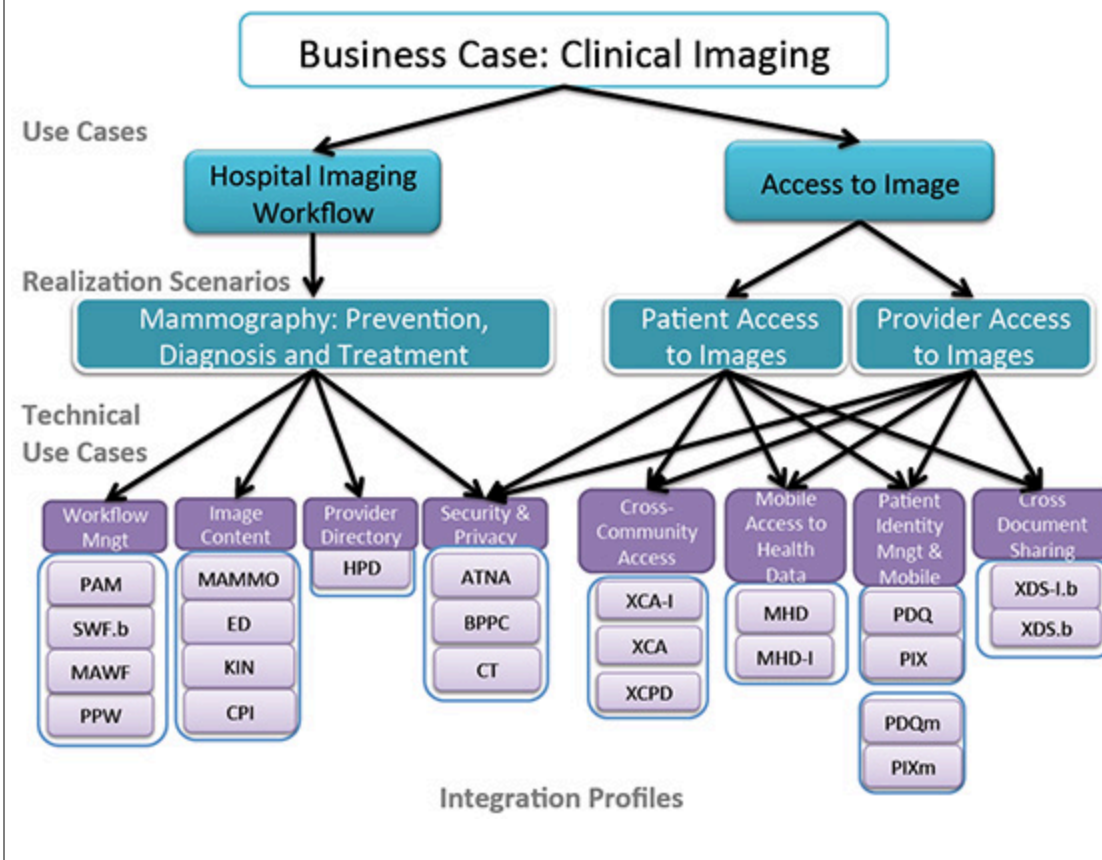 Business Case: Clinical Imaging
Use Cases
Hospital Imaging
Workflow
Access to Image
Realization Scenarios
Mammography: Prevention,
Diagnosis and Treatment
Patient Access
to Images
Provider Access
to Images
Technical
Use Cases
Workflow
Mngt
PAM
SWF.b
MAWF
PPW
Image
Content
MAMMO
ED
KIN
CPI
Provider
Directory
HPD
Security &
Privacy
ATNA
BPPC
CT
Cross-
Community
Access
XCA-I
XCA
XCPD
Mobile
Access to
Health
Data
MHD
MHD-I
Patient
Identity
Mngt &
Mobile
PDQ
PIX
PDQm
PIXm
Cross
Document
Sharing
XDS-I.b
XDS.b
Integration Profiles